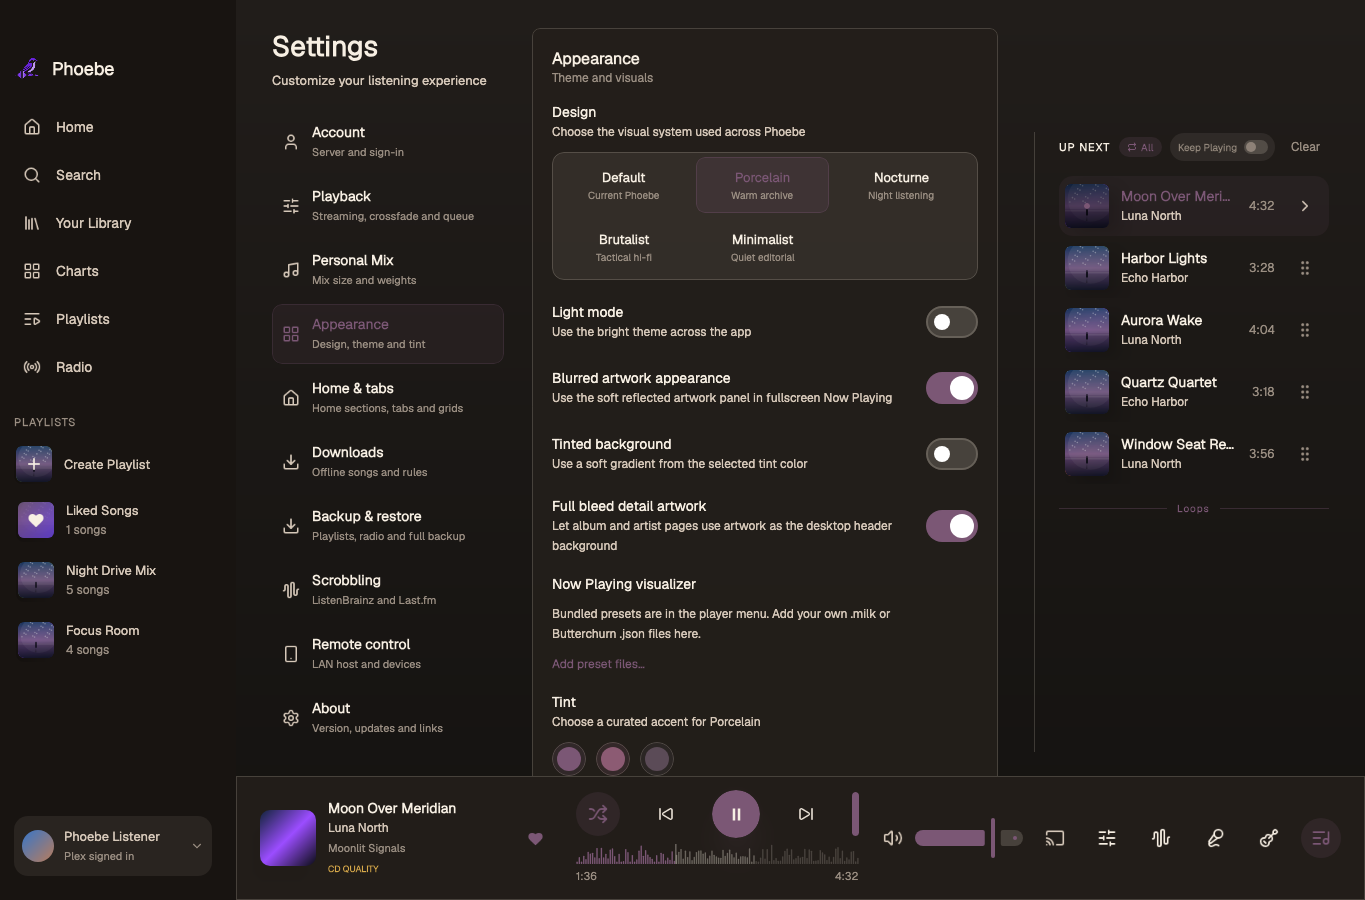 Phoebe
Home
Search
Your Library
Charts
Playlists
Radio
PLAYLISTS
Create Playlist
Liked Songs
1 songs
Night Drive Mix
5 songs
Focus Room
4 songs
Phoebe Listener
Plex signed in
Settings
Customize your listening experience
Account
Server and sign-in
Playback
Streaming, crossfade and queue
Personal Mix
Mix size and weights
Appearance
Design, theme and tint
Home & tabs
Home sections, tabs and grids
Downloads
Offline songs and rules
Backup & restore
Playlists, radio and full backup
Scrobbling
ListenBrainz and Last.fm
Remote control
LAN host and devices
About
Version, updates and links
Appearance
Theme and visuals
Design
Choose the visual system used across Phoebe
Default
Current Phoebe
Porcelain
Warm archive
Nocturne
Night listening
Brutalist
Tactical hi-fi
Minimalist
Quiet editorial
Light mode
Use the bright theme across the app
Blurred artwork appearance
Use the soft reflected artwork panel in fullscreen Now Playing
Tinted background
Use a soft gradient from the selected tint color
Full bleed detail artwork
Let album and artist pages use artwork as the desktop header
background
Now Playing visualizer
Bundled presets are in the player menu. Add your own .milk or
Butterchurn .json files here.
Add preset files...
Tint
Choose a curated accent for Porcelain
UP NEXT
All
Keep Playing
Clear
Moon Over Meri...
Luna North
4:32
Harbor Lights
Echo Harbor
3:28
Aurora Wake
Luna North
4:04
Quartz Quartet
Echo Harbor
3:18
Window Seat Re...
Luna North
3:56
Loops
Moon Over Meridian
Luna North
Moonlit Signals
CD QUALITY
1:36
4:32